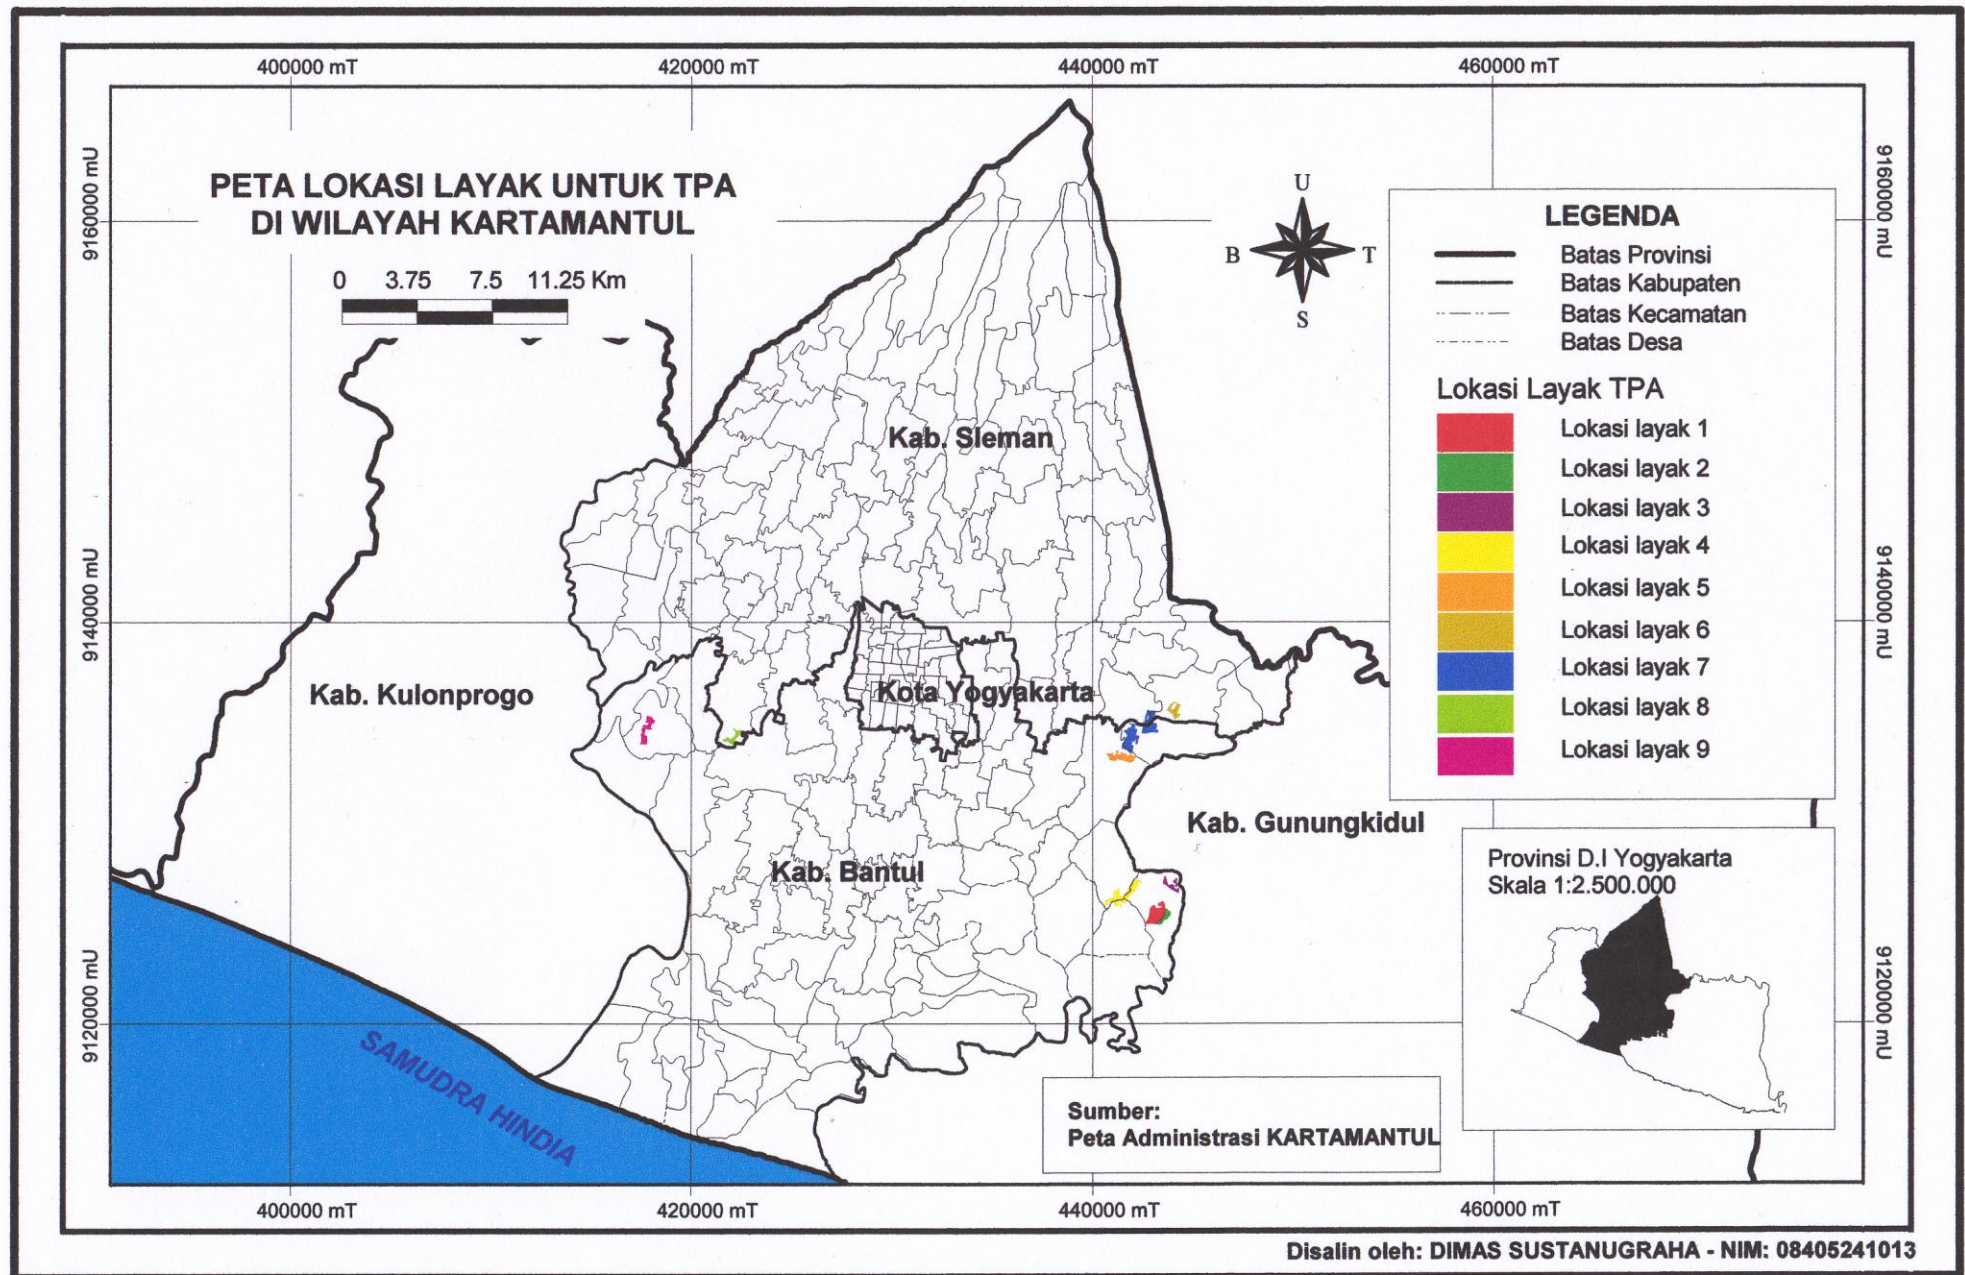 400000 mT
420000 mT
440000 mT
460000 mT
9160000 mU
9140000 mU
9120000 mU
PETA LOKASI LAYAK UNTUK TPA
DI WILAYAH KARTAMANTUL
0 3.75 7.5 11.25 Km
U
B
T
S
Kab. Sleman
Kab. Kulonprogo
Kota Yogyakarta
Kab. Gunungkidul
Kab. Bantul
SAMUDRA HINDIA
LEGENDA
Batas Provinsi
Batas Kabupaten
Batas Kecamatan
Batas Desa
Lokasi Layak TPA
Lokasi layak 1
Lokasi layak 2
Lokasi layak 3
Lokasi layak 4
Lokasi layak 5
Lokasi layak 6
Lokasi layak 7
Lokasi layak 8
Lokasi layak 9
9160000 mU
9140000 mU
9120000 mU
Provinsi D.I Yogyakarta
Skala 1:2.500.000
Sumber:
Peta Administrasi KARTAMANTUL
400000 mT
420000 mT
440000 mT
460000 mT
Disalin oleh: DIMAS SUSTANUGRAHA - NIM: 08405241013